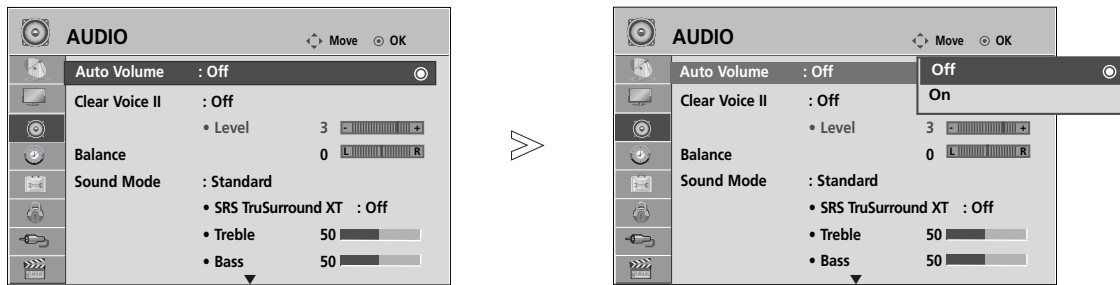 AUDIO
Move OK
Auto Volume : Off
Clear Voice II : Off
• Level 3 - +
Balance 0 L R
Sound Mode : Standard
• SRS TruSurround XT : Off
• Treble 50
• Bass 50
AUDIO
Move OK
Auto Volume : Off
Off
On
Clear Voice II : Off
• Level 3 - +
Balance 0 L R
Sound Mode : Standard
• SRS TruSurround XT : Off
• Treble 50
• Bass 50